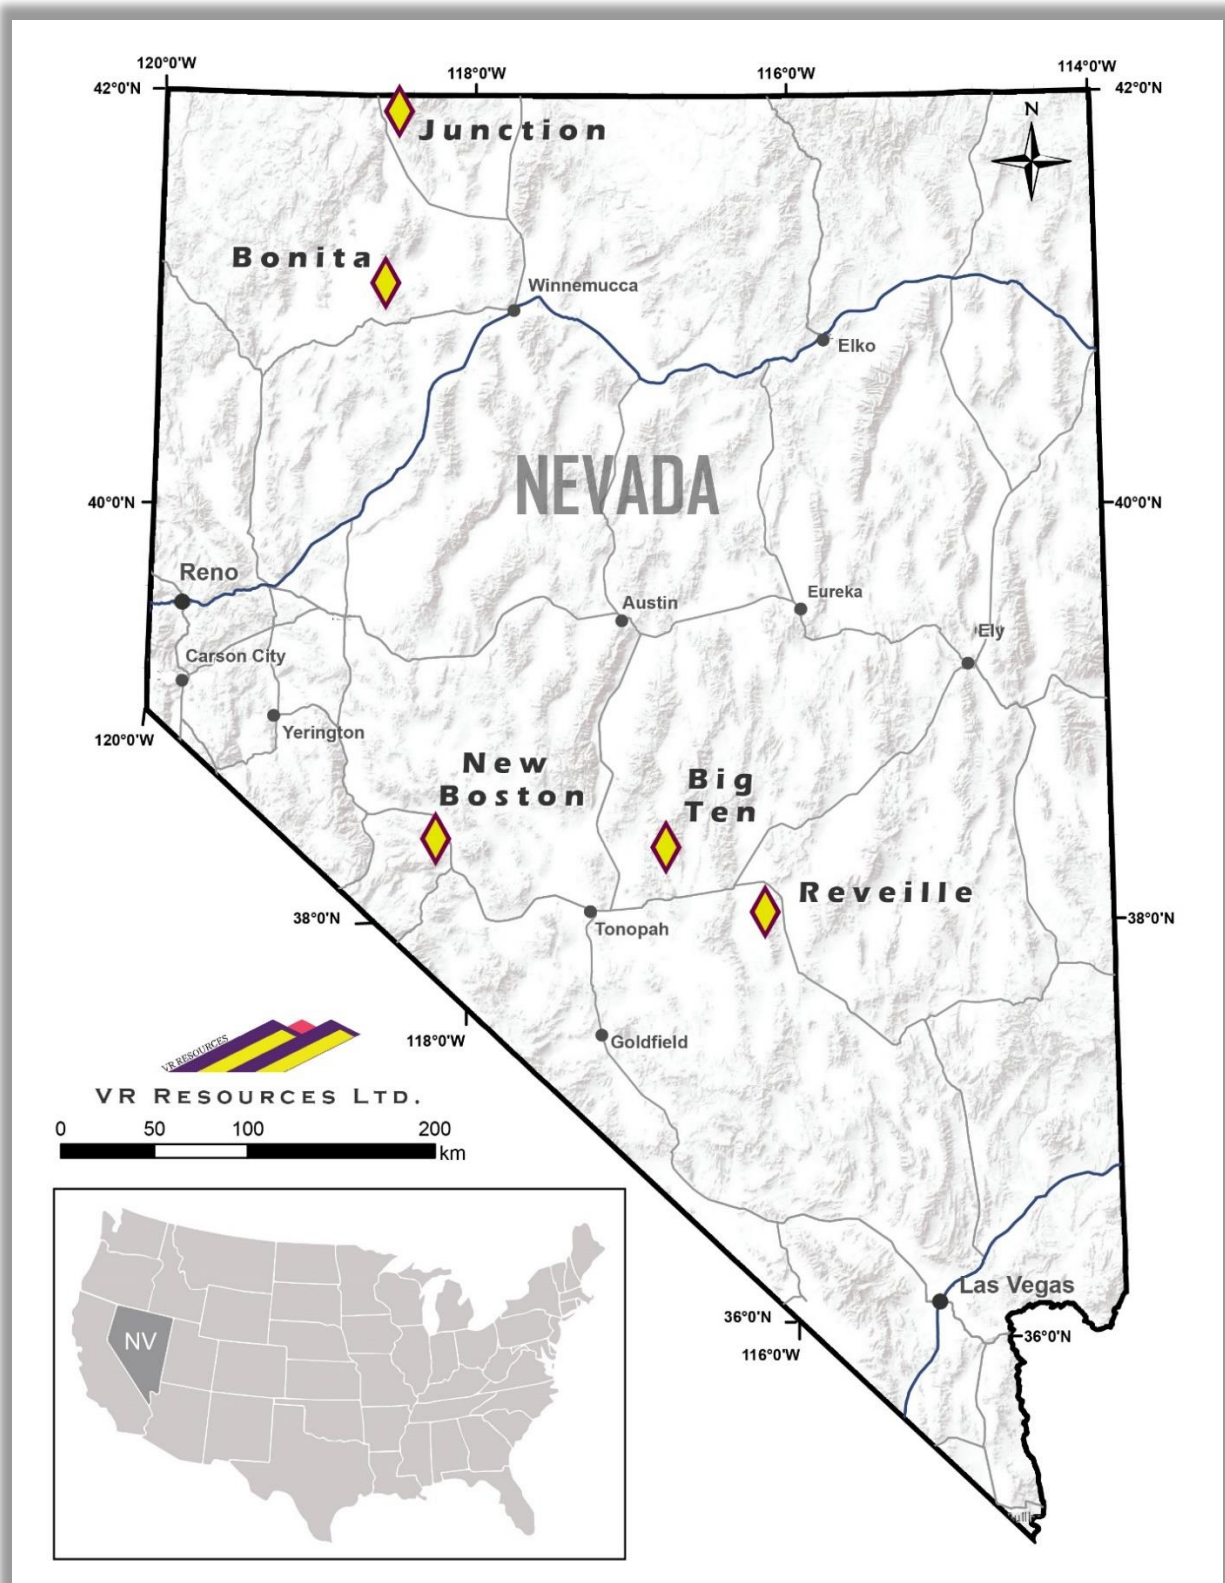 120°0'W
118°0'W
116°0'W
114°0'W
42°0'N
42°0'N
N
Junction
Bonita
Winnemucca
Elko
NEVADA
40°0'N
40°0'N
Reno
Austin
Eureka
Ely
Carson City
Yerington
120°0'W
New
Boston
Big
Ten
Reveille
38°0'N
38°0'N
Tonopah
Goldfield
118°0'W
VR RESOURCES
VR RESOURCES LTD.
0 50 100 200
km
Las Vegas
36°0'N
36°0'N
116°0'W
NV